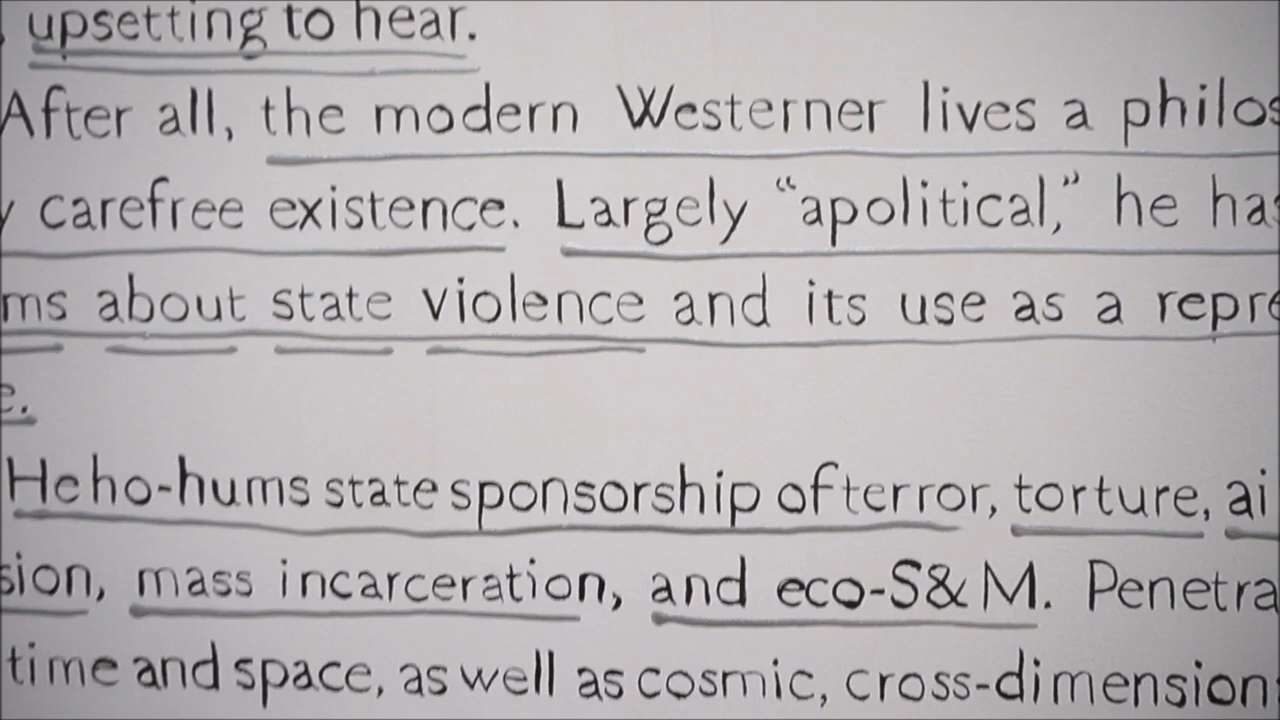 , upsetting to hear.
After all, the modern Westerner lives a philos
y carefree existence. Largely “apolitical,” he has
ms about state violence and its use as a repre
e.
He ho-hums state sponsorship of terror, torture, ai
sion, mass incarceration, and eco-S&M. Penetra
time and space, as well as cosmic, cross-dimension